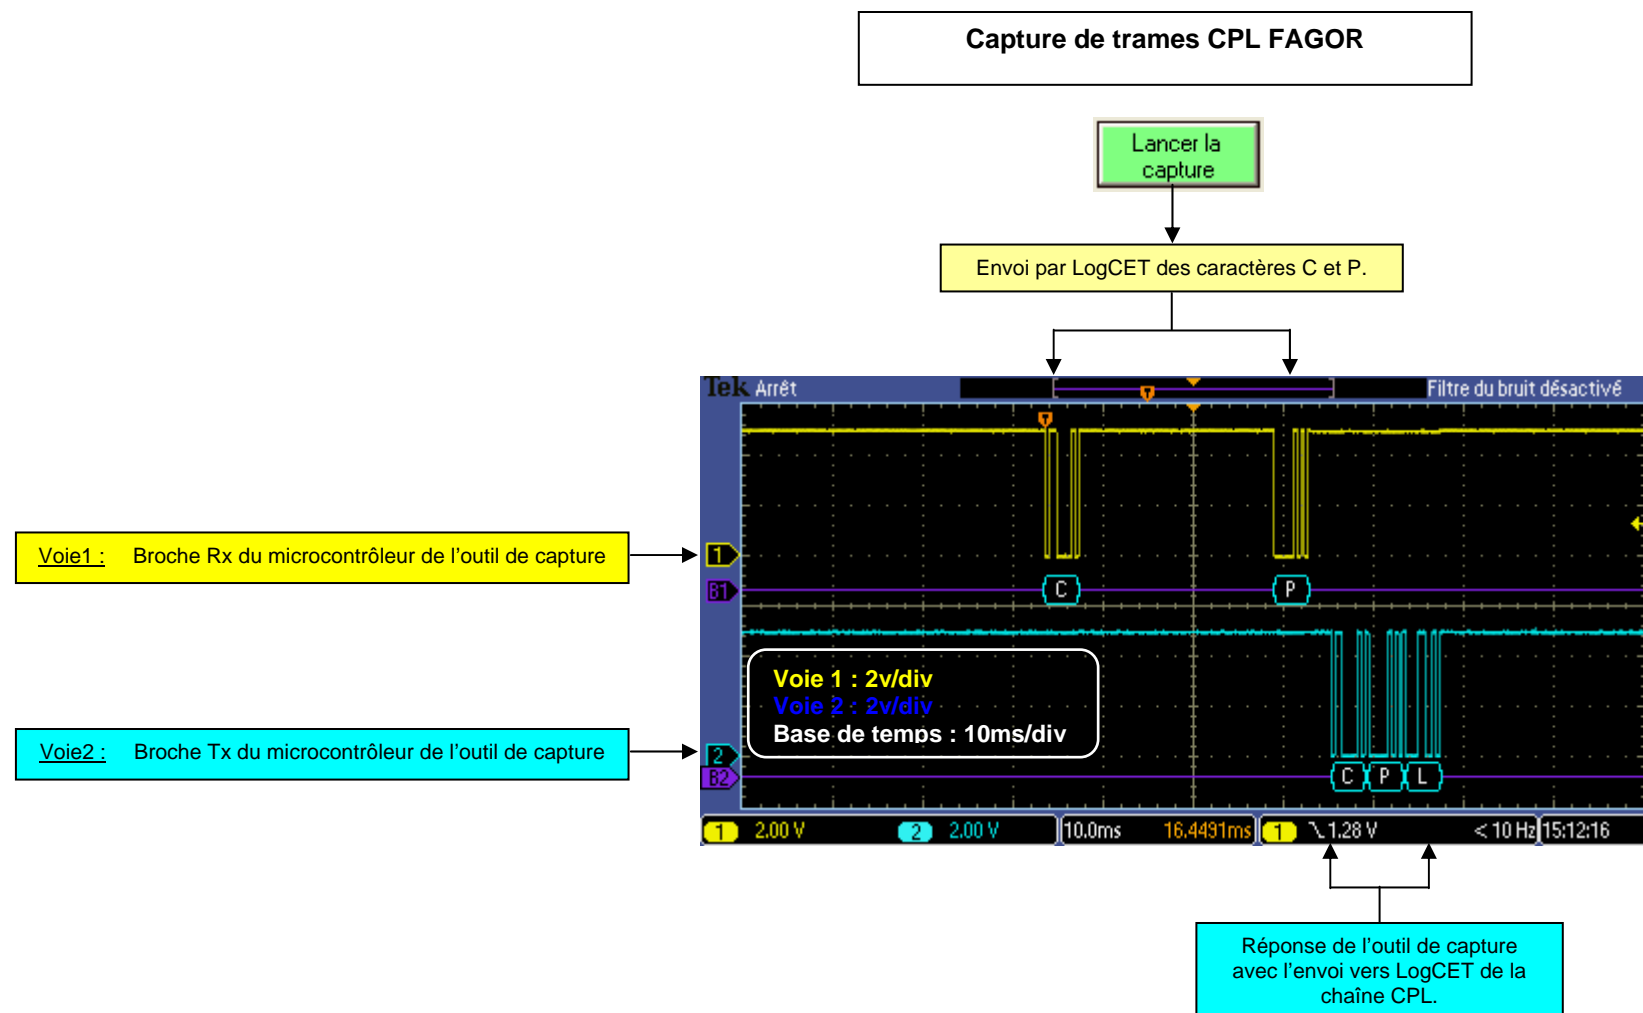 Capture de trames CPL FAGOR
Lancer la
capture
Envoi par LogCET des caractères C et P.
Tek Arrêt
Filtre du bruit désactivé
T
T
Voie1 : Broche Rx du microcontrôleur de l’outil de capture
1
B1
C
P
Voie 1 : 2v/div
Voie 2 : 2v/div
Base de temps : 10ms/div
Voie2 : Broche Tx du microcontrôleur de l’outil de capture
2
B2
C P L
1 2.00 V 2 2.00 V 10.0ms 16.4491ms 1 1.28 V < 10 Hz 15:12:16
Réponse de l’outil de capture
avec l’envoi vers LogCET de la
chaîne CPL.